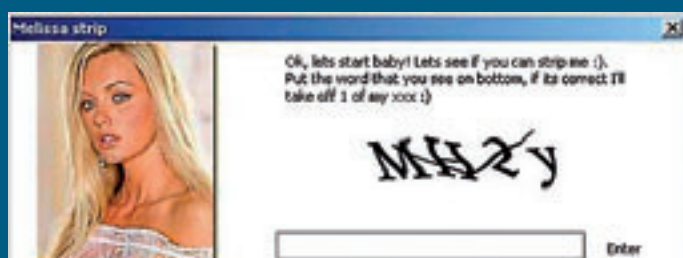 Melissa strip
Ok, lets start baby! Lets see if you can strip me :).
Put the word that you see on bottom, if its correct I'll
take off 1 of my xxx :)
Enter